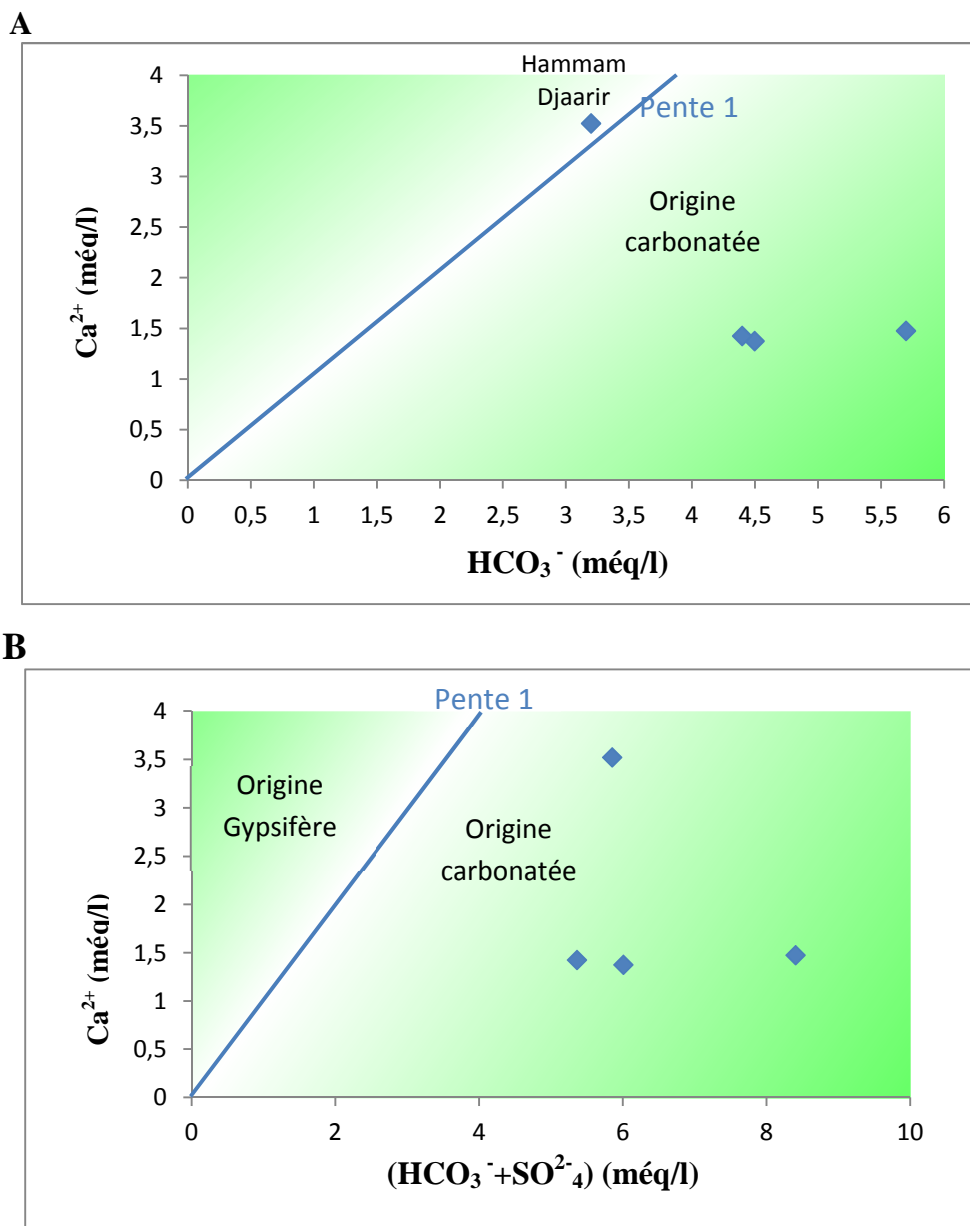 A
Hammam
Djaarir
Pente 1
Origine
carbonatée
Ca²⁺ (méq/l)
4
3,5
3
2,5
2
1,5
1
0,5
0
0 0,5 1 1,5 2 2,5 3 3,5 4 4,5 5 5,5 6
HCO₃⁻ (méq/l)
B
Pente 1
Origine
Gypsifère
Origine
carbonatée
Ca²⁺ (méq/l)
4
3,5
3
2,5
2
1,5
1
0,5
0
0 2 4 6 8 10
(HCO₃⁻+SO²⁻₄) (méq/l)